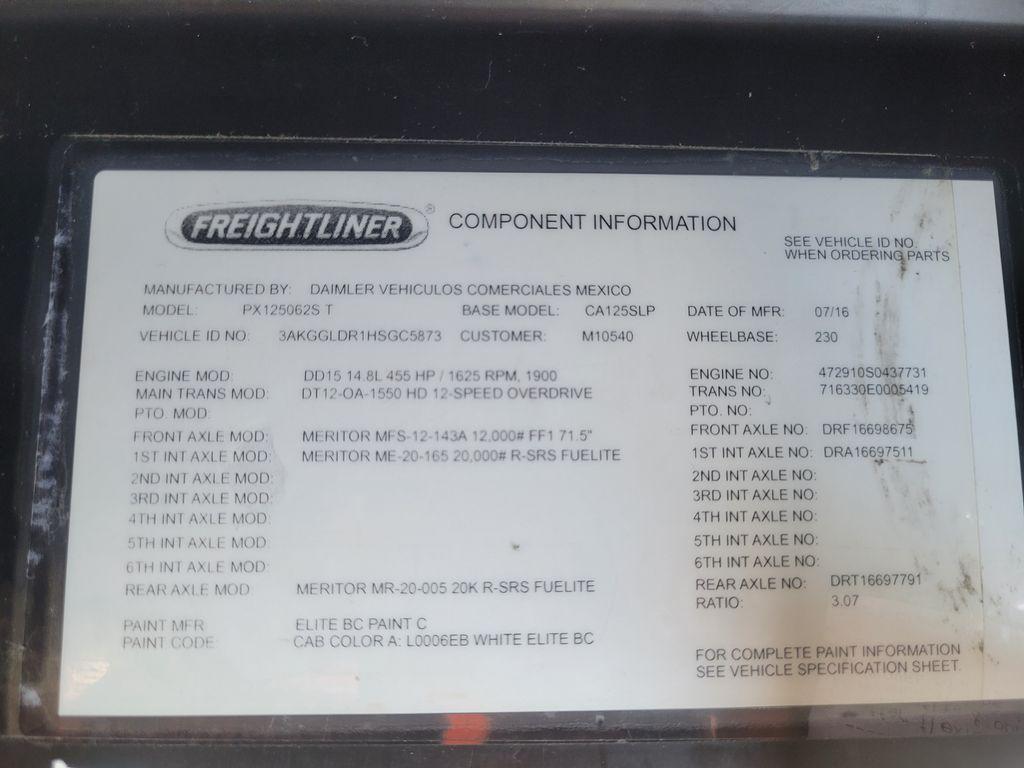 FREIGHTLINER® COMPONENT INFORMATION
SEE VEHICLE ID NO.
WHEN ORDERING PARTS
MANUFACTURED BY: DAIMLER VEHICULOS COMERCIALES MEXICO
MODEL: PX125062S T BASE MODEL: CA125SLP DATE OF MFR: 07/16
VEHICLE ID NO: 3AKGGLDR1HSGC5873 CUSTOMER: M10540 WHEELBASE: 230
ENGINE MOD: DD15 14.8L 455 HP / 1625 RPM, 1900 ENGINE NO: 472910S0437731
MAIN TRANS MOD: DT12-OA-1550 HD 12-SPEED OVERDRIVE TRANS NO: 716330E0005419
PTO. MOD: PTO. NO:
FRONT AXLE MOD: MERITOR MFS-12-143A 12,000# FF1 71.5" FRONT AXLE NO: DRF16698675
1ST INT AXLE MOD: MERITOR ME-20-165 20,000# R-SRS FUELITE 1ST INT AXLE NO: DRA16697511
2ND INT AXLE MOD: 2ND INT AXLE NO:
3RD INT AXLE MOD: 3RD INT AXLE NO:
4TH INT AXLE MOD: 4TH INT AXLE NO:
5TH INT AXLE MOD: 5TH INT AXLE NO:
6TH INT AXLE MOD: 6TH INT AXLE NO:
REAR AXLE MOD: MERITOR MR-20-005 20K R-SRS FUELITE REAR AXLE NO: DRT16697791
RATIO: 3.07
PAINT MFR ELITE BC PAINT C
PAINT CODE: CAB COLOR A: L0006EB WHITE ELITE BC
FOR COMPLETE PAINT INFORMATION
SEE VEHICLE SPECIFICATION SHEET.